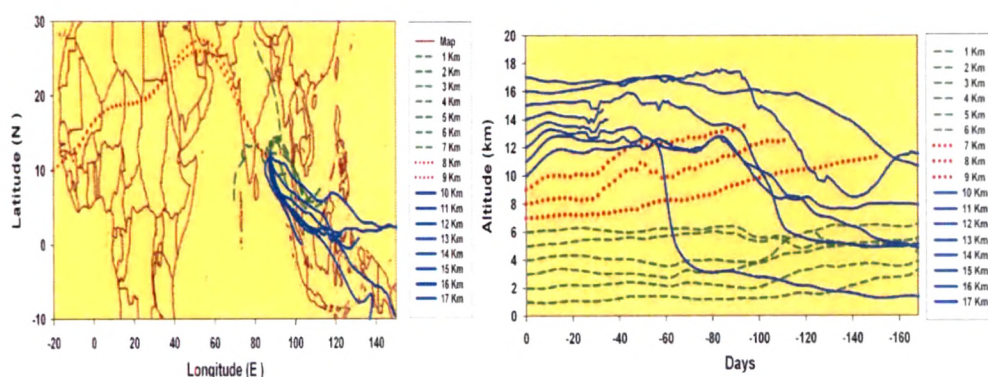 30
20
10
0
-10
Latitude (N )
-20 0 20 40 60 80 100 120 140
Longitude (E )
Map
1 Km
2 Km
3 Km
4 Km
5 Km
6 Km
7 Km
8 Km
9 Km
10 Km
11 Km
12 Km
13 Km
14 Km
15 Km
16 Km
17 Km
20
18
16
14
12
10
8
6
4
2
0
Altitude (km)
0 -20 -40 -60 -80 -100 -120 -140 -160
Days
1 Km
2 Km
3 Km
4 Km
5 Km
6 Km
7 Km
8 Km
9 Km
10 Km
11 Km
12 Km
13 Km
14 Km
15 Km
16 Km
17 Km